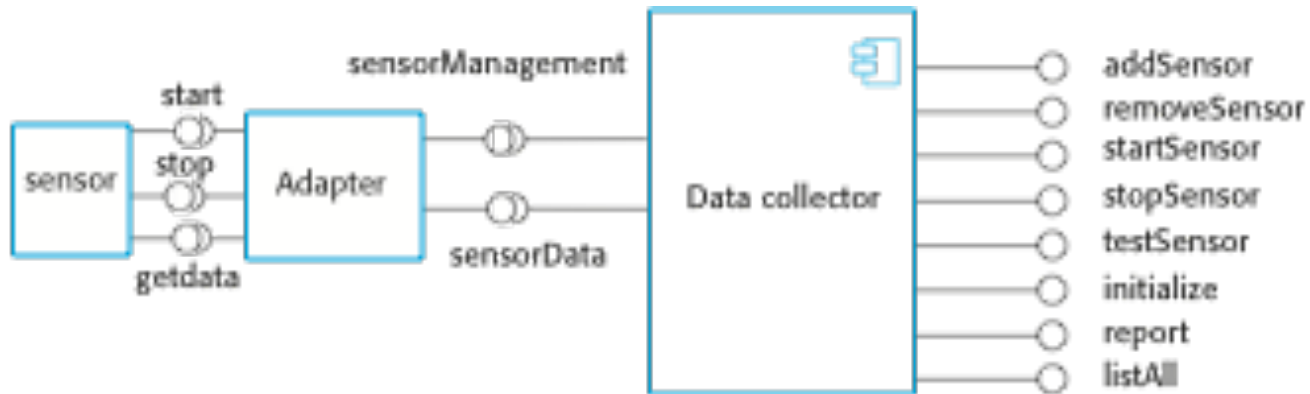 sensorManagement
start
stop
getdata
sensor
Adapter
sensorData
Data collector
addSensor
removeSensor
startSensor
stopSensor
testSensor
initialize
report
listAll